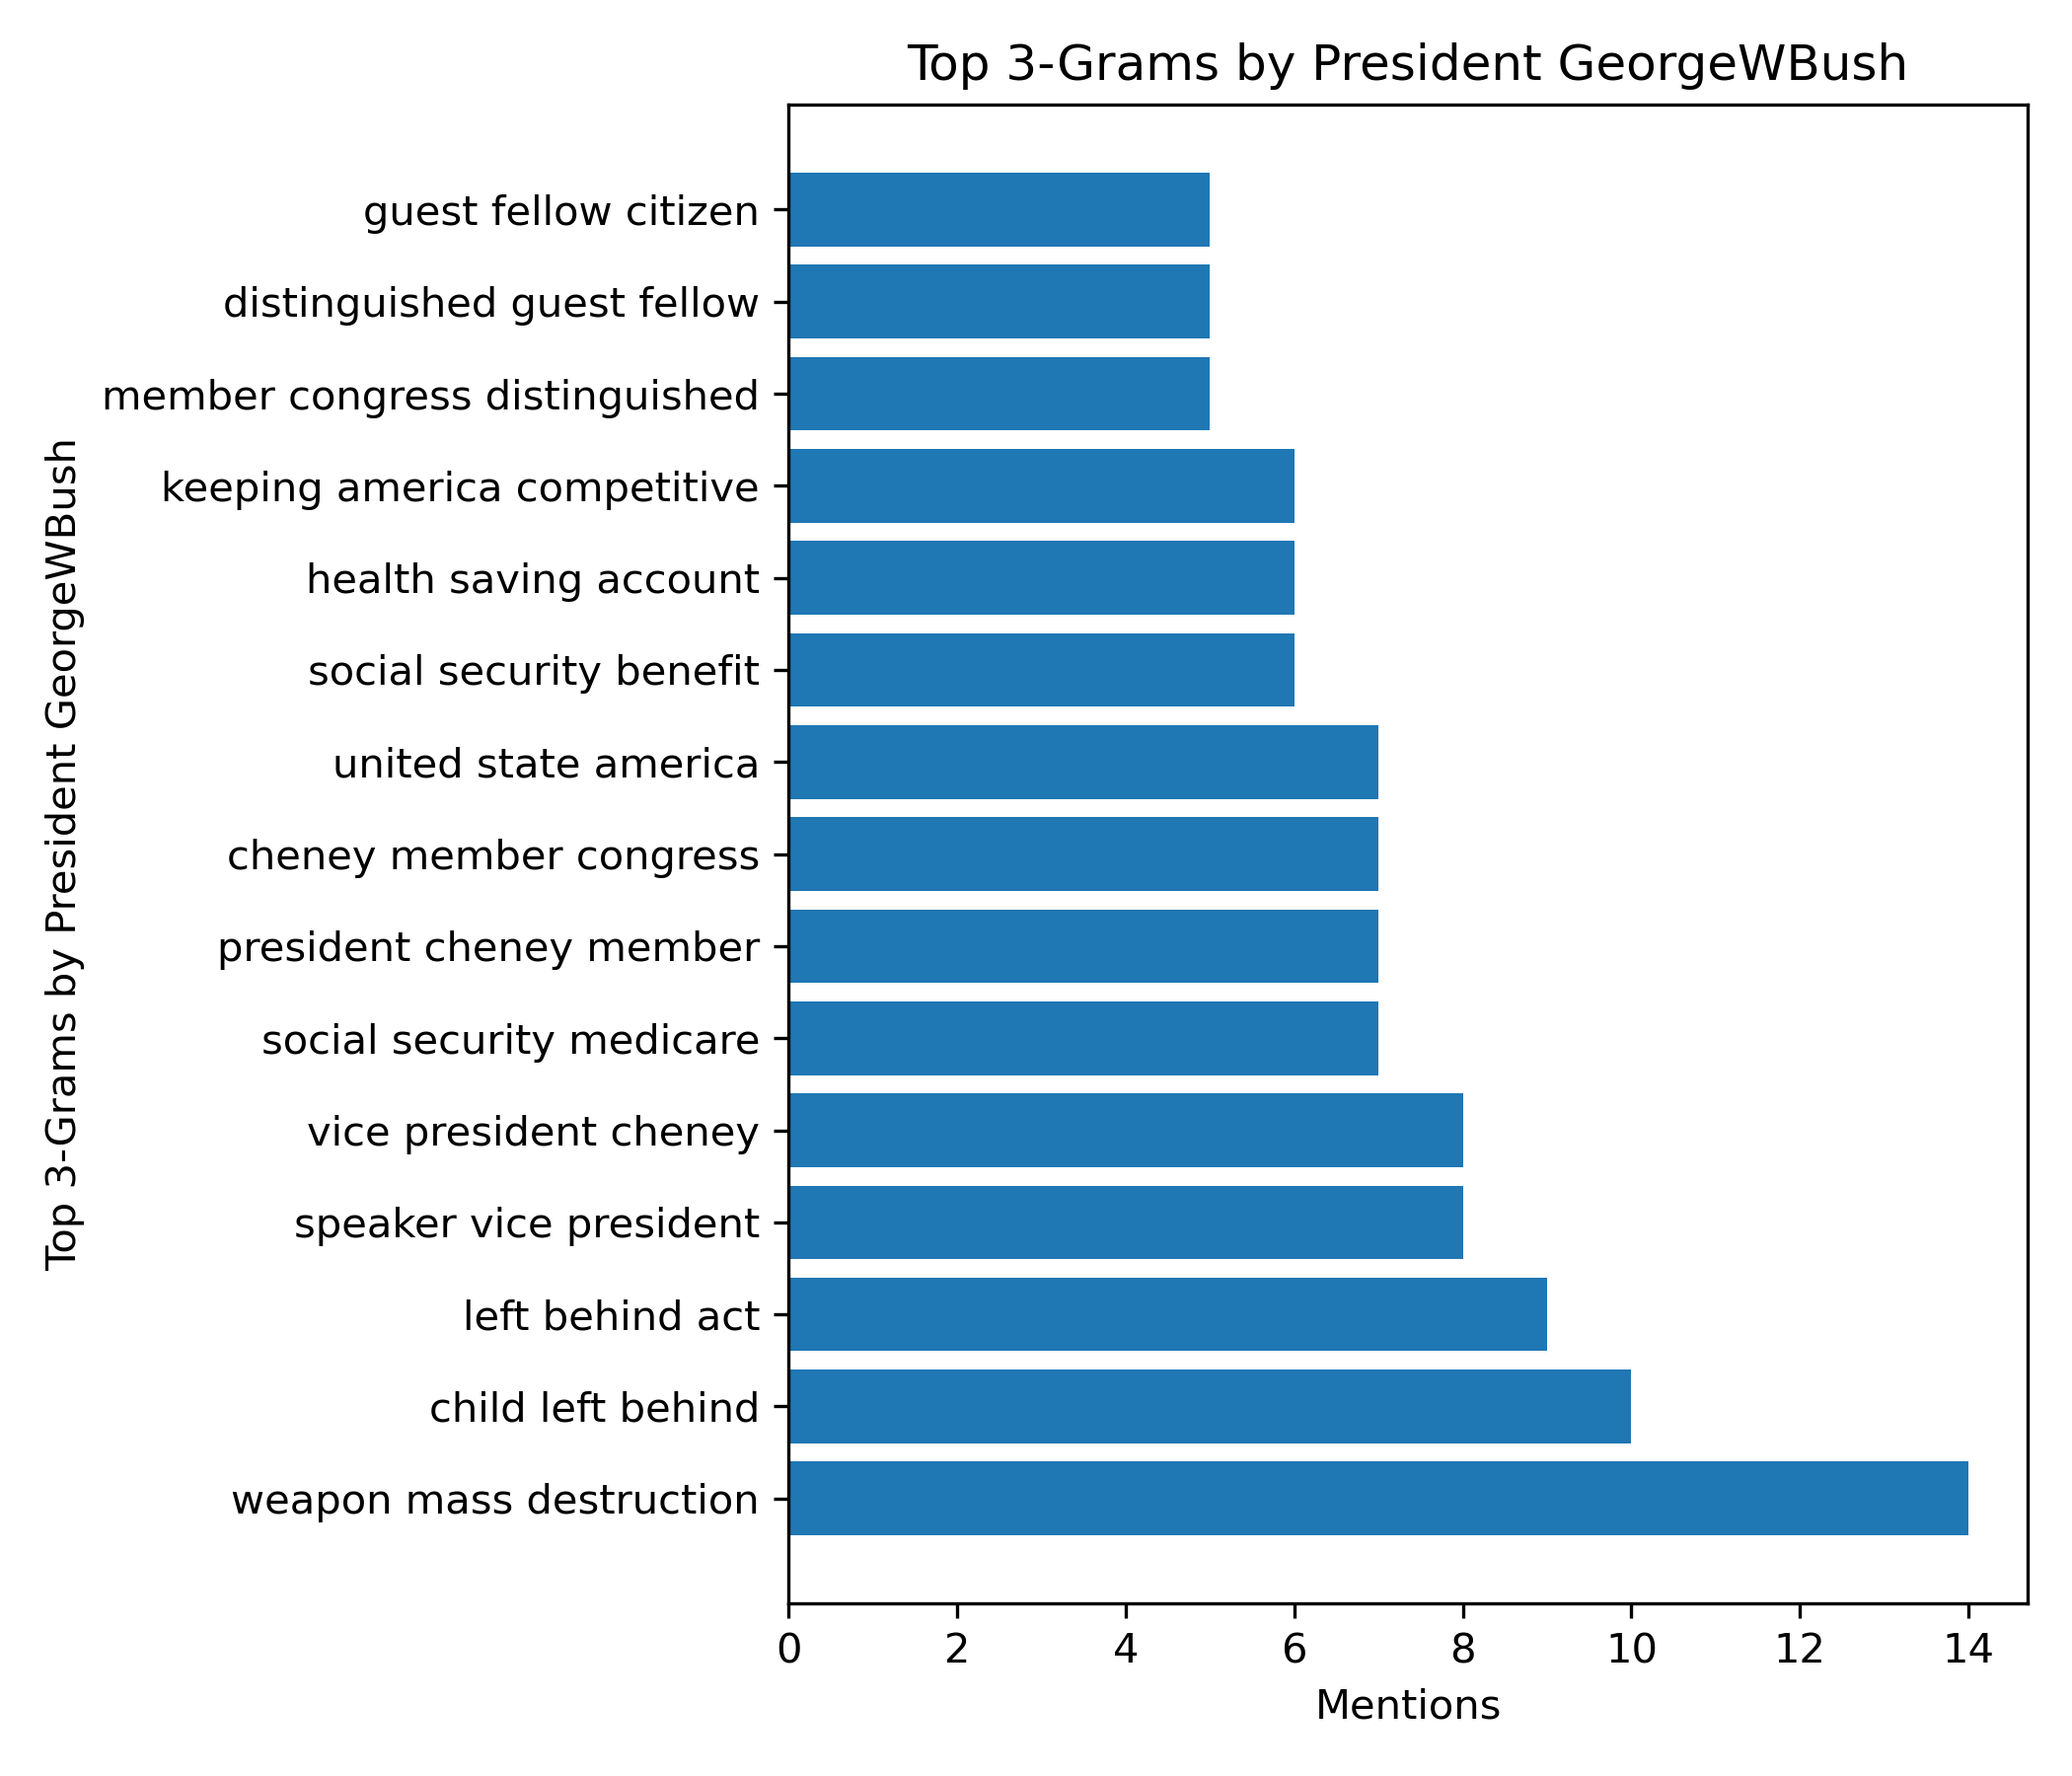 Top 3-Grams by President GeorgeWBush
Top 3-Grams by President GeorgeWBush
guest fellow citizen
distinguished guest fellow
member congress distinguished
keeping america competitive
health saving account
social security benefit
united state america
cheney member congress
president cheney member
social security medicare
vice president cheney
speaker vice president
left behind act
child left behind
weapon mass destruction
0 2 4 6 8 10 12 14
Mentions